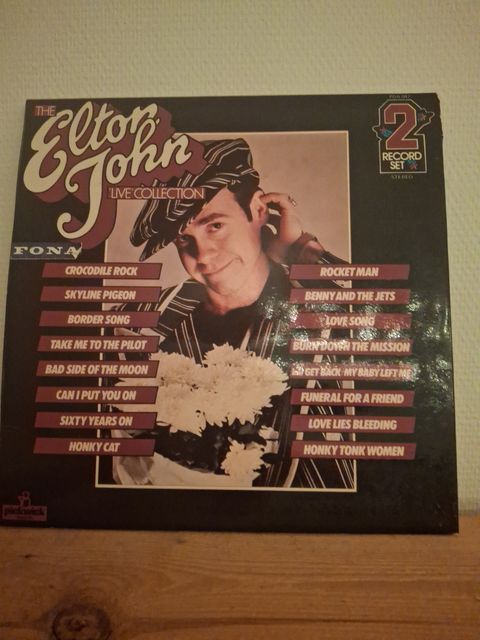 THE
Elton
John
'LIVE COLLECTION'
2
RECORD
SET
STEREO
FONA
CROCODILE ROCK
SKYLINE PIGEON
BORDER SONG
TAKE ME TO THE PILOT
BAD SIDE OF THE MOON
CAN I PUT YOU ON
SIXTY YEARS ON
HONKY CAT
ROCKET MAN
BENNY AND THE JETS
LOVE SONG
BURN DOWN THE MISSION
GET BACK MY BABY LEFT ME
FUNERAL FOR A FRIEND
LOVE LIES BLEEDING
HONKY TONK WOMEN
pickwick